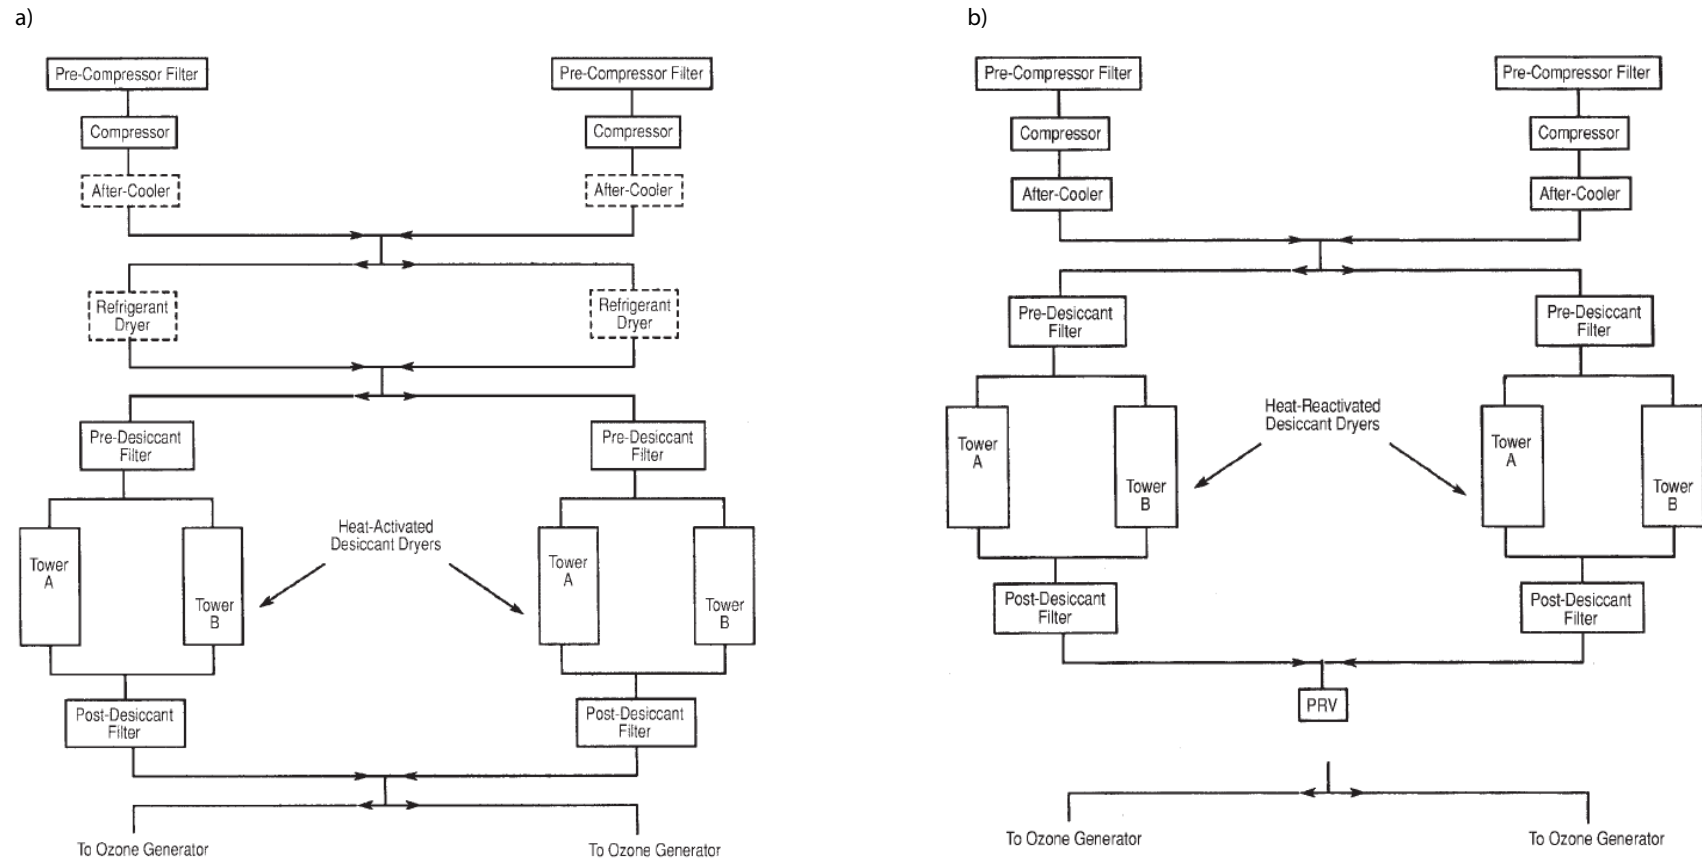 a)
Pre-Compressor Filter
Pre-Compressor Filter
Compressor
Compressor
After-Cooler
After-Cooler
Refrigerant
Dryer
Refrigerant
Dryer
Pre-Desiccant
Filter
Pre-Desiccant
Filter
Heat-Activated
Desiccant Dryers
Tower
A
Tower
B
Tower
A
Tower
B
Post-Desiccant
Filter
Post-Desiccant
Filter
To Ozone Generator
To Ozone Generator
b)
Pre-Compressor Filter
Pre-Compressor Filter
Compressor
Compressor
After-Cooler
After-Cooler
Pre-Desiccant
Filter
Pre-Desiccant
Filter
Heat-Reactivated
Desiccant Dryers
Tower
A
Tower
B
Tower
A
Tower
B
Post-Desiccant
Filter
Post-Desiccant
Filter
PRV
To Ozone Generator
To Ozone Generator